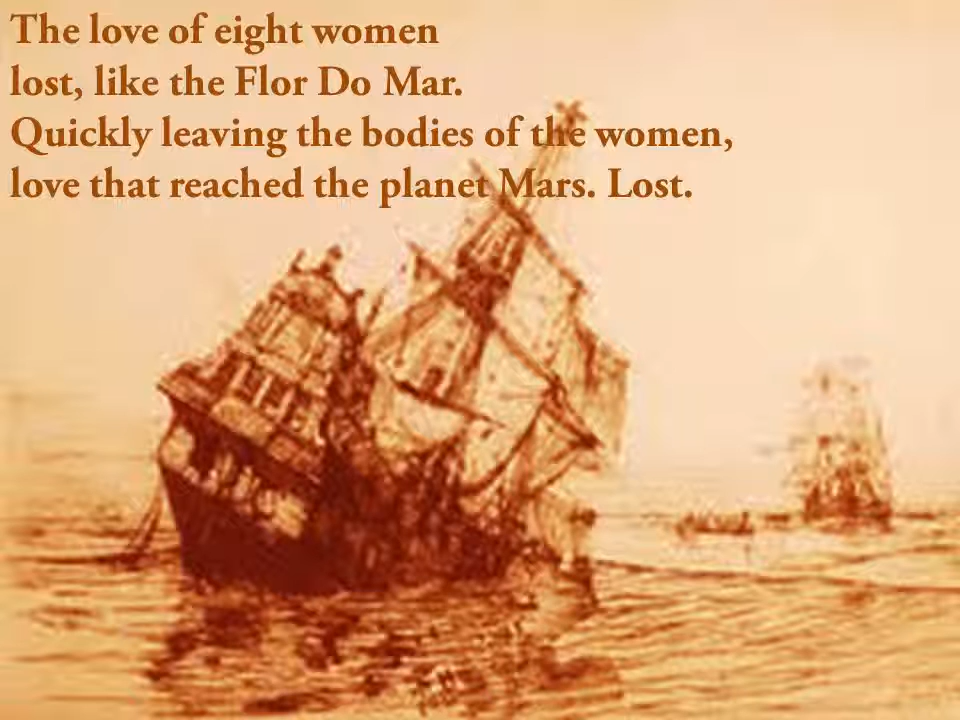 The love of eight women
lost, like the Flor Do Mar.
Quickly leaving the bodies of the women,
love that reached the planet Mars. Lost.